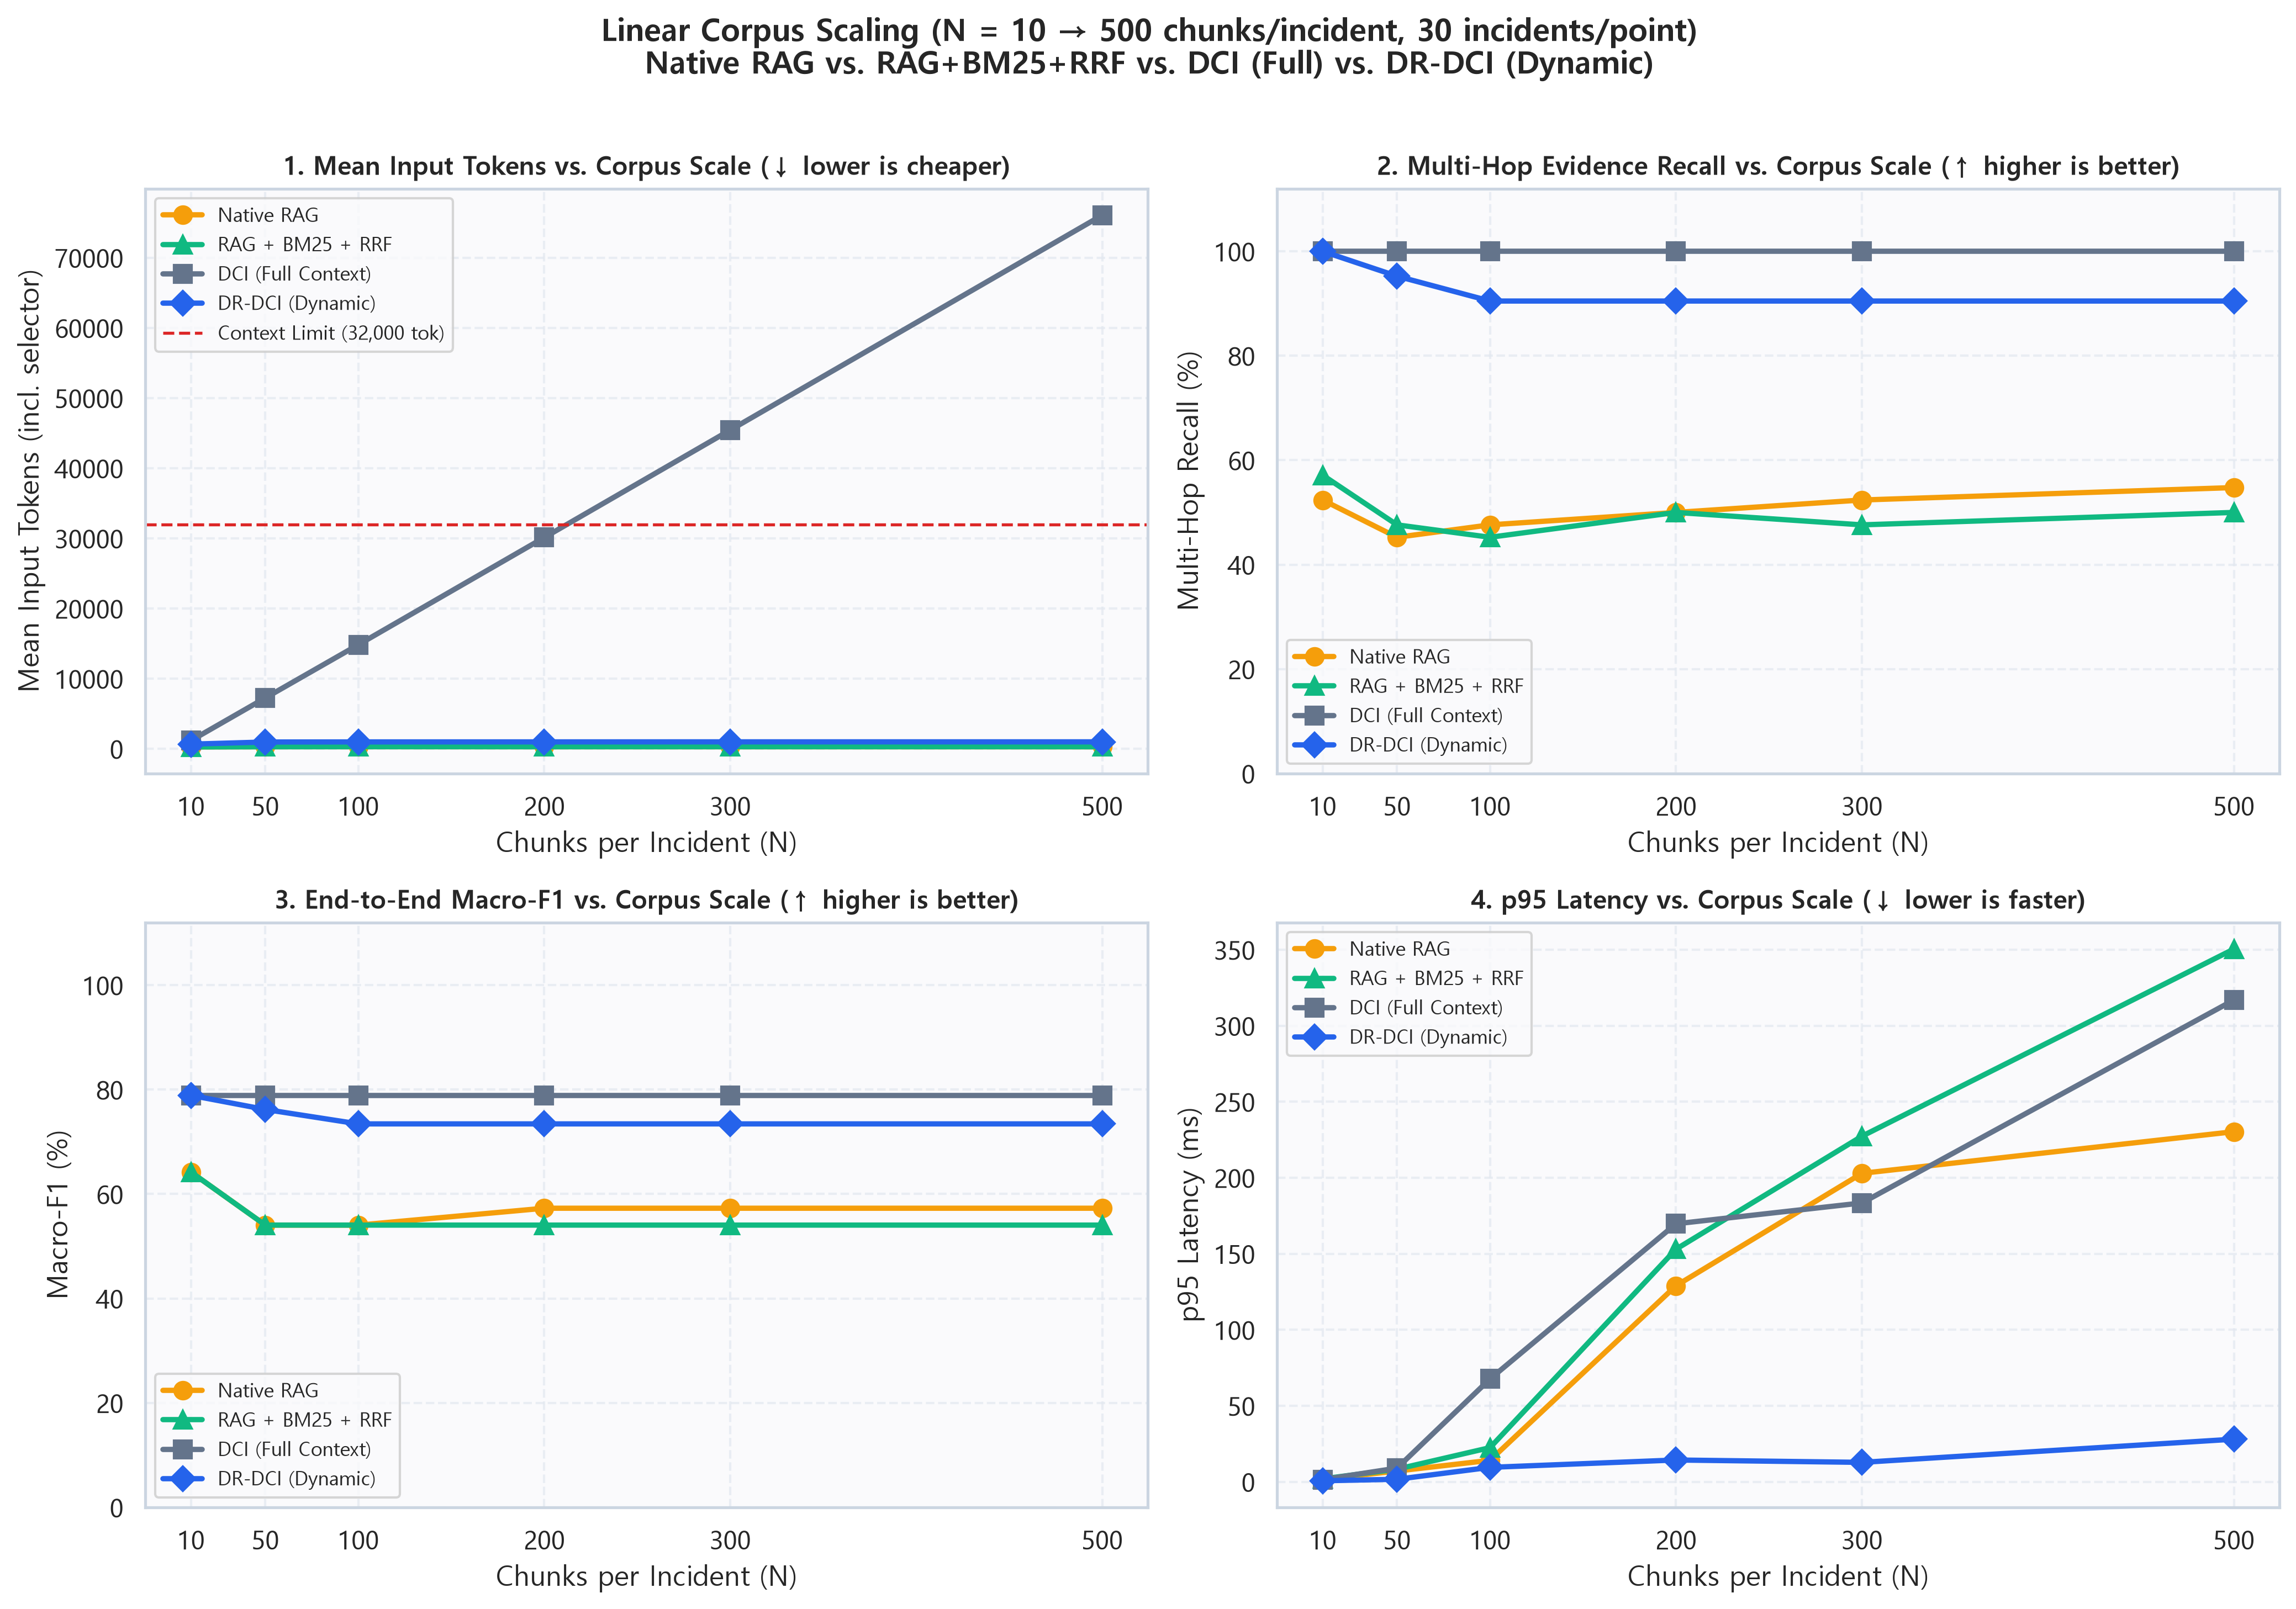 Linear Corpus Scaling (N = 10 → 500 chunks/incident, 30 incidents/point)
Native RAG vs. RAG+BM25+RRF vs. DCI (Full) vs. DR-DCI (Dynamic)
1. Mean Input Tokens vs. Corpus Scale (↓ lower is cheaper)
Mean Input Tokens (incl. selector)
70000
60000
50000
40000
30000
20000
10000
0
Native RAG
RAG + BM25 + RRF
DCI (Full Context)
DR-DCI (Dynamic)
Context Limit (32,000 tok)
10 50 100 200 300 500
Chunks per Incident (N)
2. Multi-Hop Evidence Recall vs. Corpus Scale (↑ higher is better)
Multi-Hop Recall (%)
100
80
60
40
20
0
Native RAG
RAG + BM25 + RRF
DCI (Full Context)
DR-DCI (Dynamic)
10 50 100 200 300 500
Chunks per Incident (N)
3. End-to-End Macro-F1 vs. Corpus Scale (↑ higher is better)
Macro-F1 (%)
100
80
60
40
20
0
Native RAG
RAG + BM25 + RRF
DCI (Full Context)
DR-DCI (Dynamic)
10 50 100 200 300 500
Chunks per Incident (N)
4. p95 Latency vs. Corpus Scale (↓ lower is faster)
p95 Latency (ms)
350
300
250
200
150
100
50
0
Native RAG
RAG + BM25 + RRF
DCI (Full Context)
DR-DCI (Dynamic)
10 50 100 200 300 500
Chunks per Incident (N)